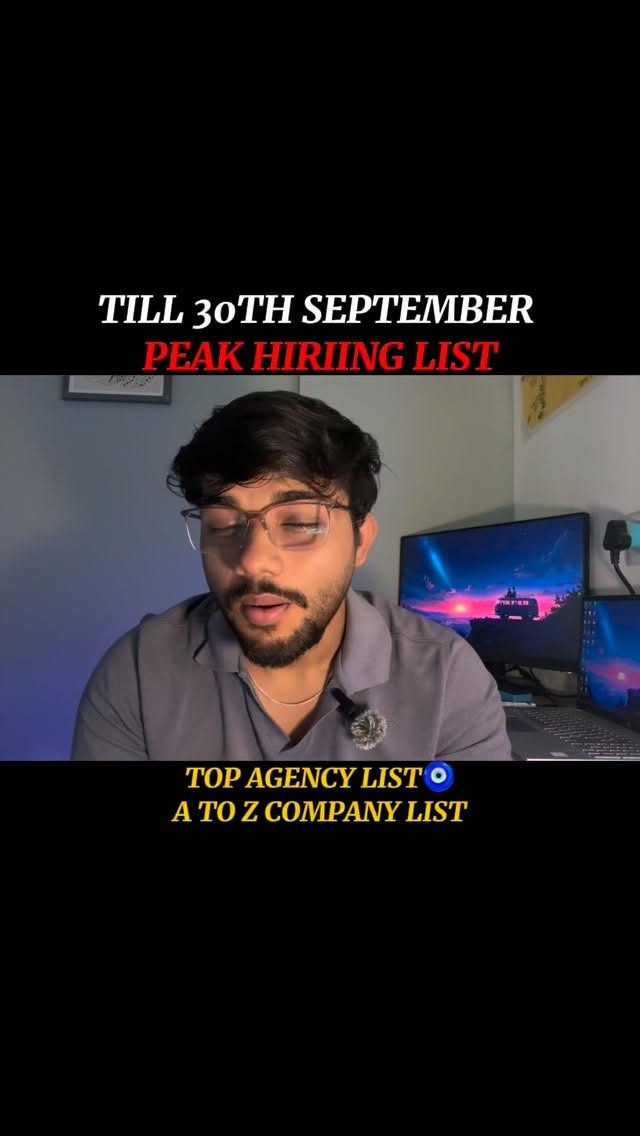 TILL 30TH SEPTEMBER
PEAK HIRIING LIST
TOP AGENCY LIST🧿
A TO Z COMPANY LIST